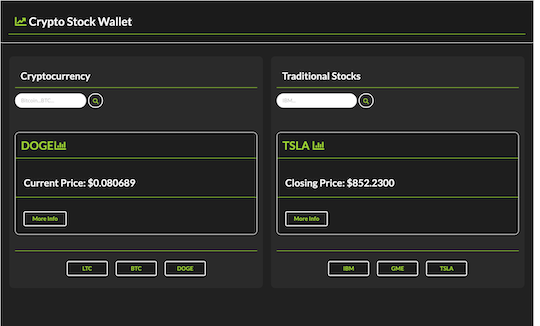 Crypto Stock Wallet
Cryptocurrency
Bitcoin...BTC...
DOGE
Current Price: $0.080689
More Info
LTC BTC DOGE
Traditional Stocks
IBM...
TSLA
Closing Price: $852.2300
More Info
IBM GME TSLA